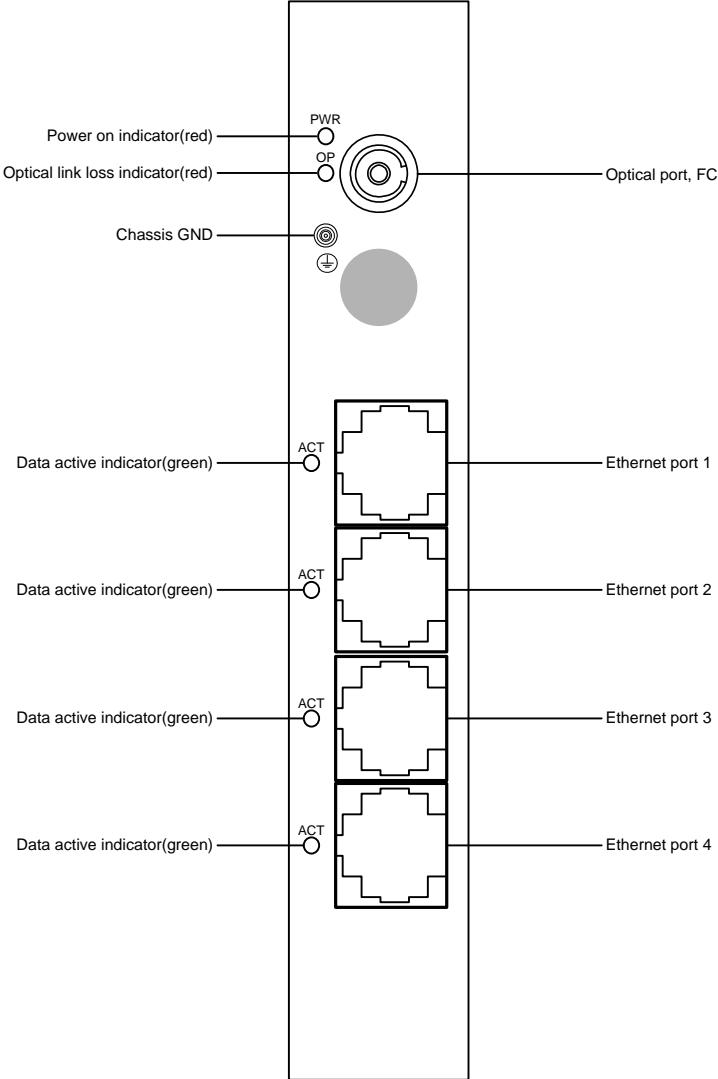 PWR
Power on indicator(red)
OP
Optical link loss indicator(red)
Optical port, FC
Chassis GND
ACT
Data active indicator(green)
Ethernet port 1
ACT
Data active indicator(green)
Ethernet port 2
ACT
Data active indicator(green)
Ethernet port 3
ACT
Data active indicator(green)
Ethernet port 4